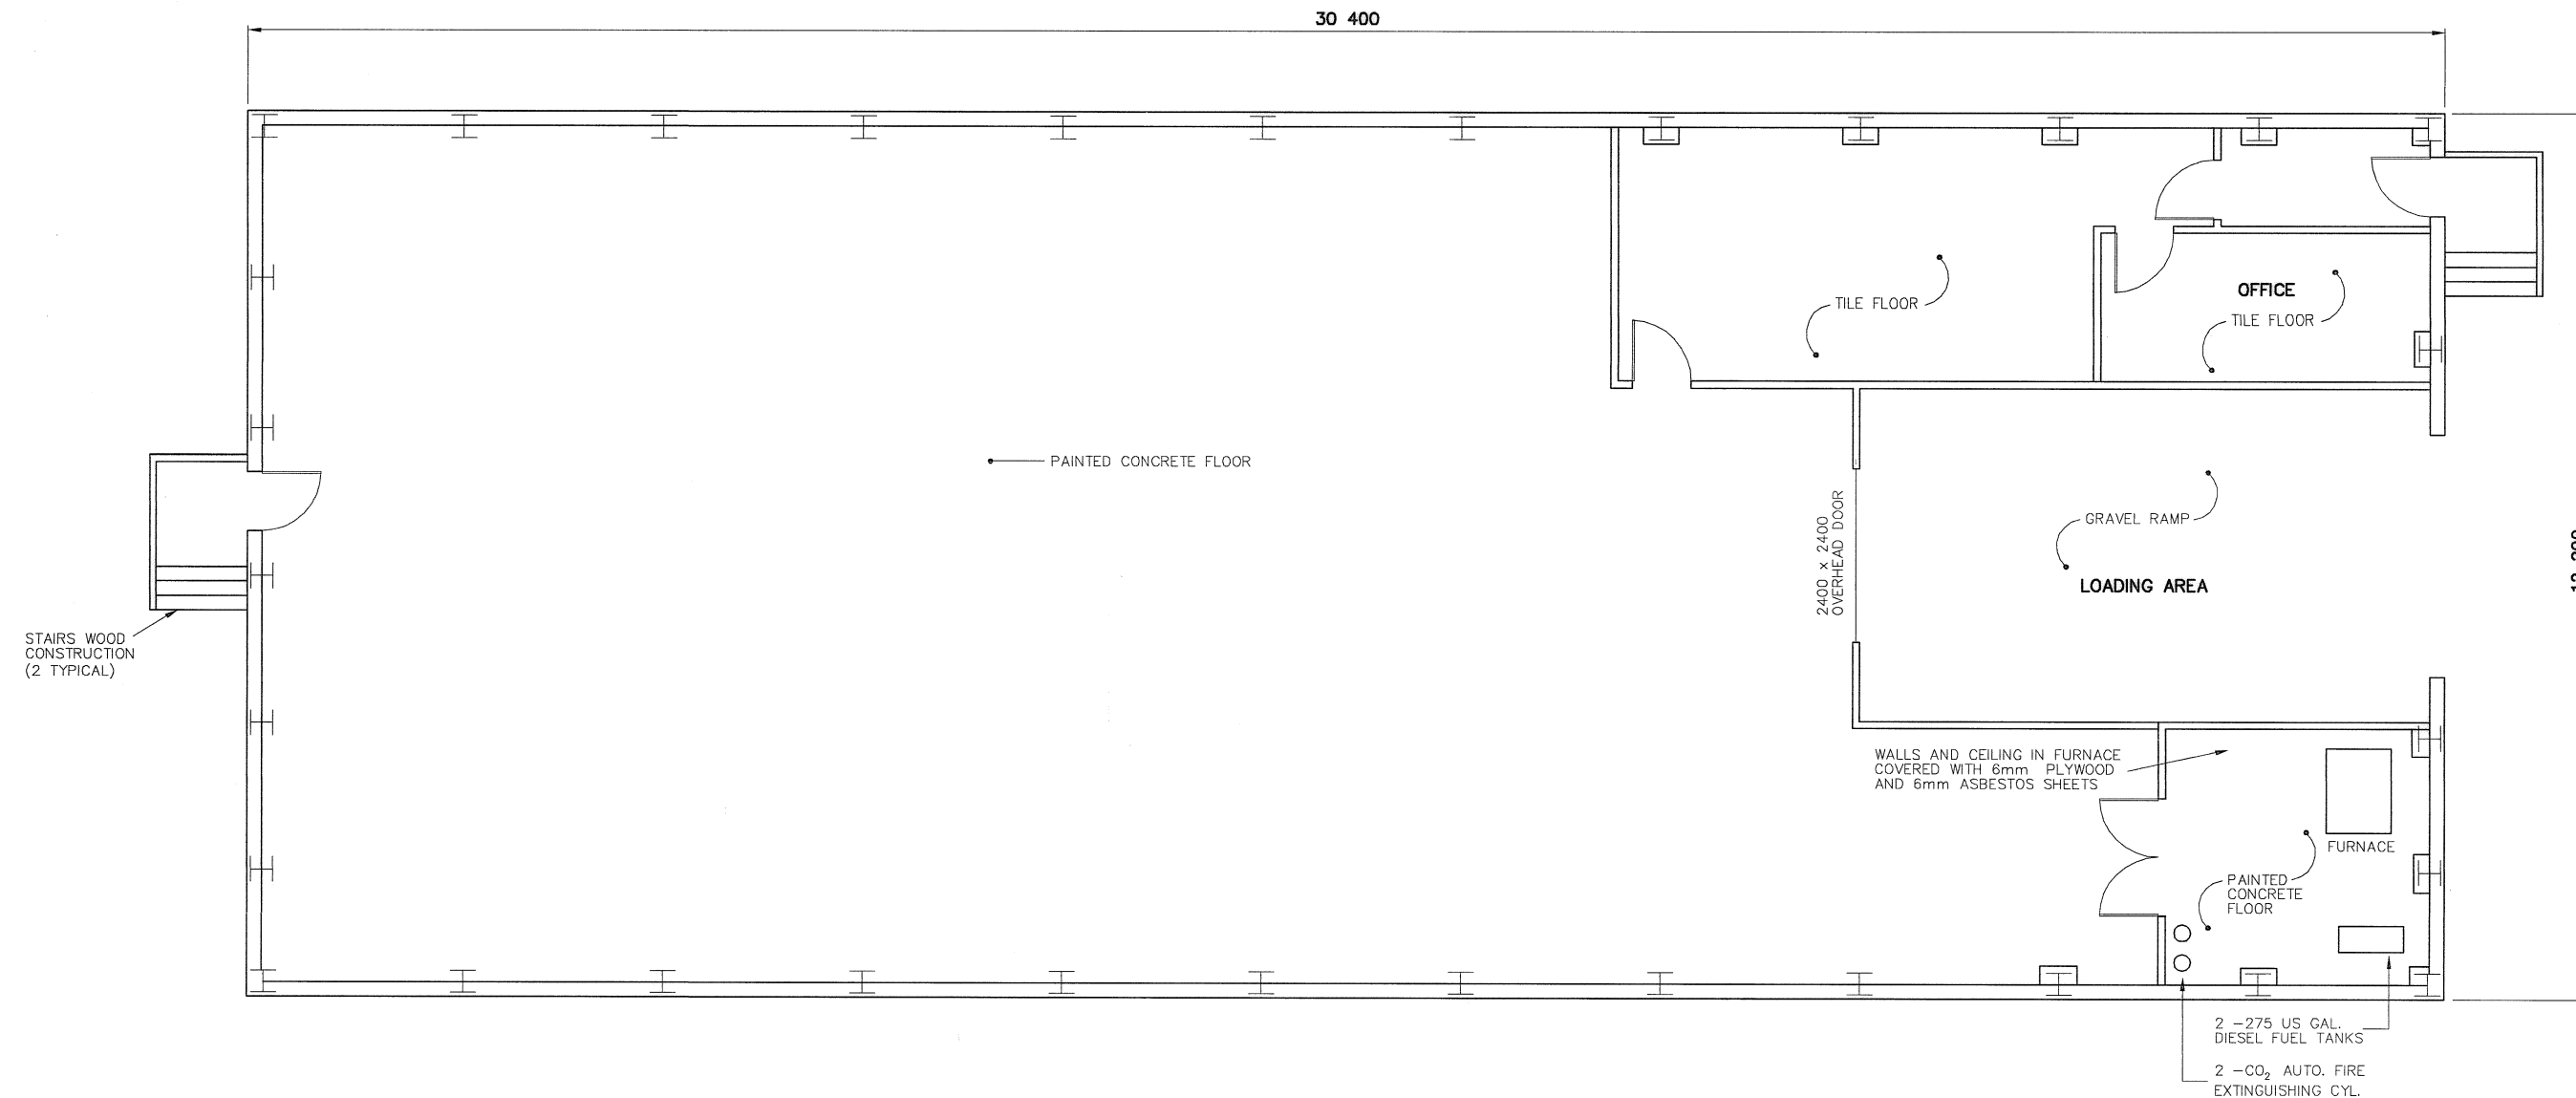 30 400
TILE FLOOR
OFFICE
TILE FLOOR
PAINTED CONCRETE FLOOR
2400 x 2400
OVERHEAD DOOR
GRAVEL RAMP
LOADING AREA
STAIRS WOOD
CONSTRUCTION
(2 TYPICAL)
WALLS AND CEILING IN FURNACE
COVERED WITH 6mm PLYWOOD
AND 6mm ASBESTOS SHEETS
FURNACE
PAINTED
CONCRETE
FLOOR
2 -275 US GAL.
DIESEL FUEL TANKS
2 -CO₂ AUTO. FIRE
EXTINGUISHING CYL.